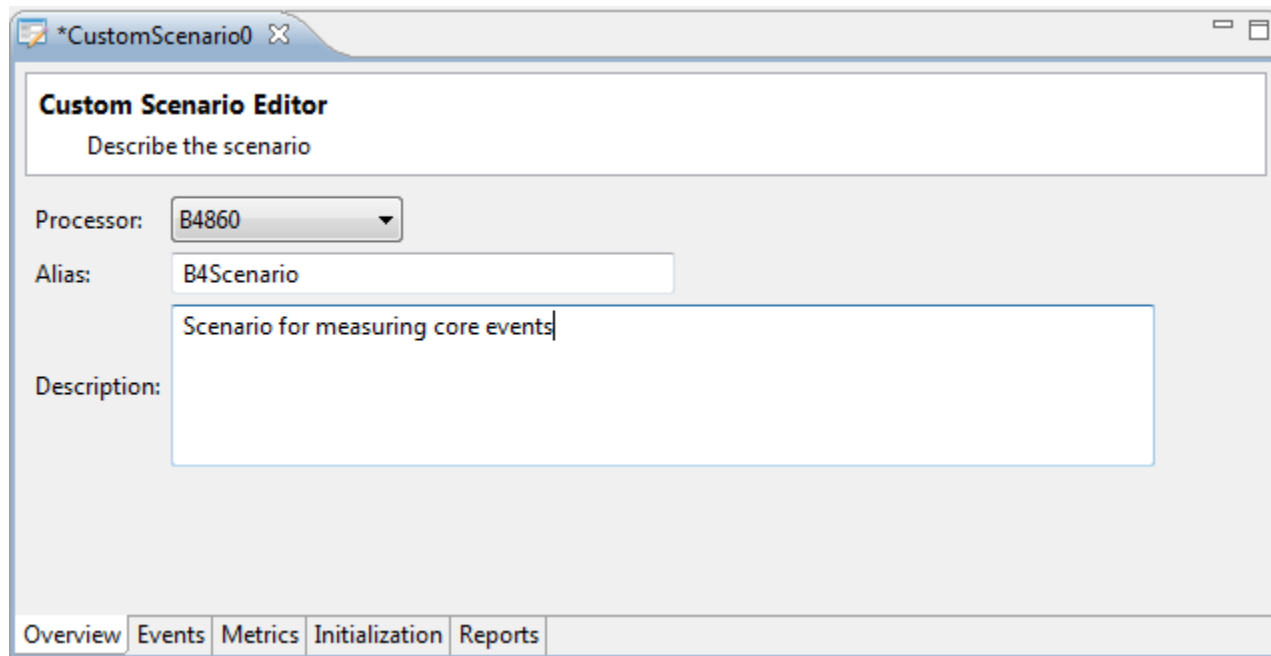 *CustomScenario0
Custom Scenario Editor
Describe the scenario
Processor: B4860
Alias: B4Scenario
Description: Scenario for measuring core events
Overview Events Metrics Initialization Reports